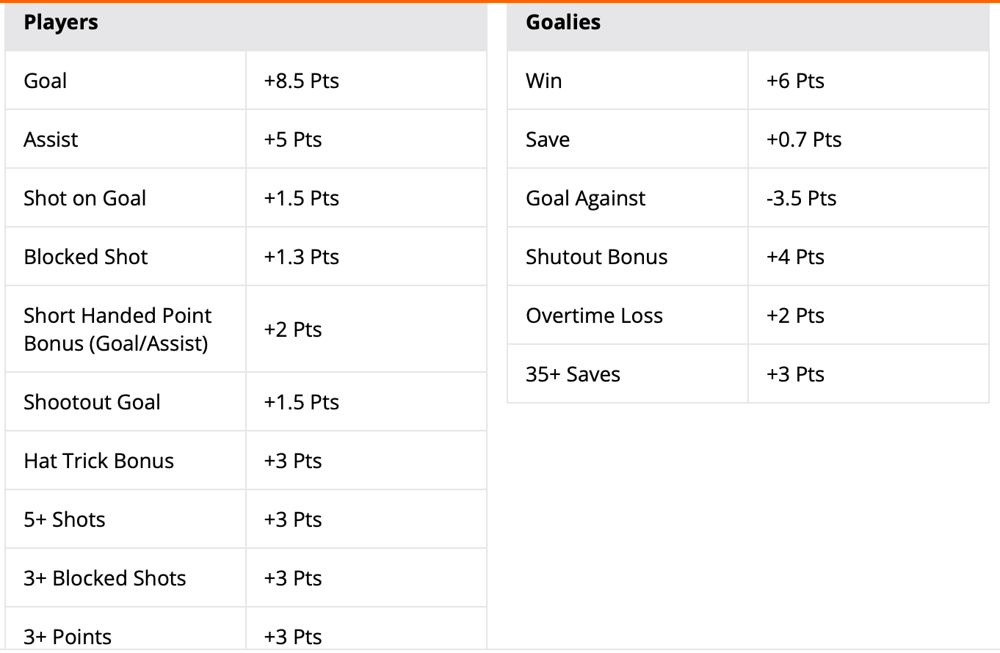 Players
Goal +8.5 Pts
Assist +5 Pts
Shot on Goal +1.5 Pts
Blocked Shot +1.3 Pts
Short Handed Point
Bonus (Goal/Assist) +2 Pts
Shootout Goal +1.5 Pts
Hat Trick Bonus +3 Pts
5+ Shots +3 Pts
3+ Blocked Shots +3 Pts
3+ Points +3 Pts
Goalies
Win +6 Pts
Save +0.7 Pts
Goal Against -3.5 Pts
Shutout Bonus +4 Pts
Overtime Loss +2 Pts
35+ Saves +3 Pts